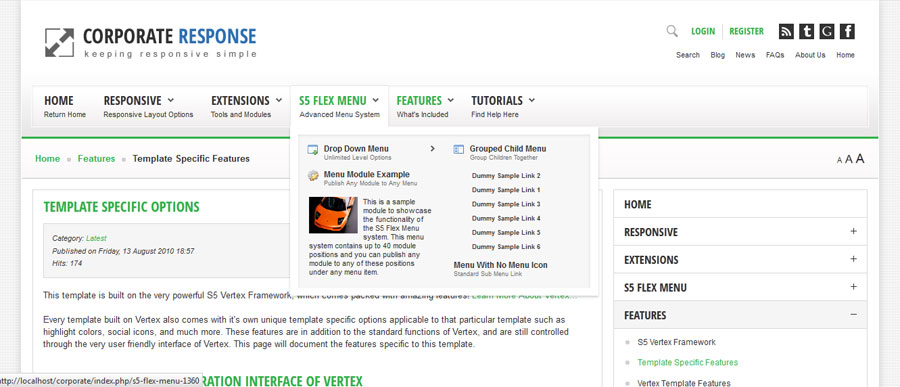 CORPORATE RESPONSE
keeping responsive simple
LOGIN
REGISTER
Search Blog News FAQs About Us Home
HOME
Return Home
RESPONSIVE
Responsive Layout Options
EXTENSIONS
Tools and Modules
S5 FLEX MENU
Advanced Menu System
FEATURES
What's Included
TUTORIALS
Find Help Here
Home Features Template Specific Features
A A A
Drop Down Menu
Unlimited Level Options
Menu Module Example
Publish Any Module to Any Menu
This is a sample
module to showcase
the functionality of
the S5 Flex Menu
system. This menu
system contains up to 40 module
positions and you can publish any
module to any of these positions
under any menu item.
Grouped Child Menu
Group Children Together
Dummy Sample Link 2
Dummy Sample Link 1
Dummy Sample Link 3
Dummy Sample Link 4
Dummy Sample Link 5
Dummy Sample Link 6
Menu With No Menu Icon
Standard Sub Menu Link
TEMPLATE SPECIFIC OPTIONS
Category: Latest
Published on Friday, 13 August 2010 18:57
Hits: 174
This template is built on the very powerful S5 Vertex Framework, which comes packed with amazing features! Learn More About Vertex...
Every template built on Vertex also comes with it's own unique template specific options applicable to that particular template such as
highlight colors, social icons, and much more. These features are in addition to the standard functions of Vertex, and are still controlled
through the very user friendly interface of Vertex. This page will document the features specific to this template.
RATION INTERFACE OF VERTEX
http://localhost/corporate/index.php/s5-flex-menu-1360
HOME
RESPONSIVE +
EXTENSIONS +
S5 FLEX MENU +
FEATURES −
S5 Vertex Framework
Template Specific Features
Vertex Template Features